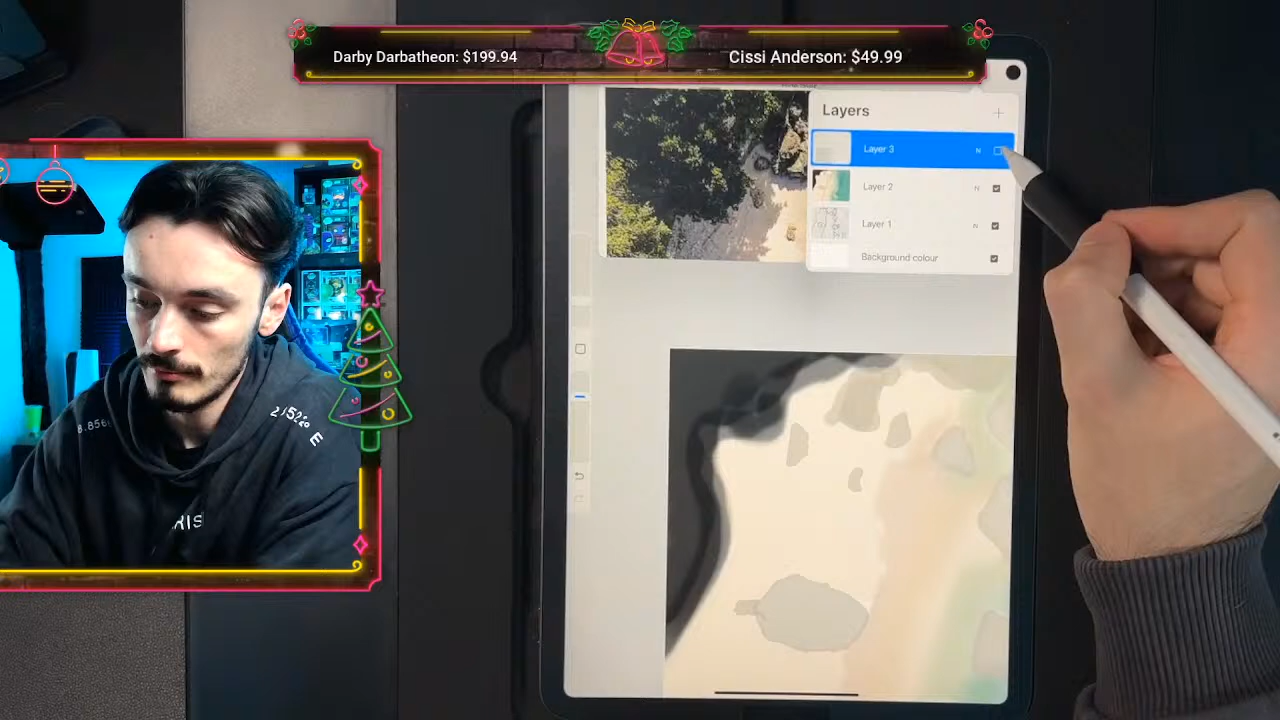 Darby Darbatheon: $199.94
Cissi Anderson: $49.99
Layers
Layer 3
N
Layer 2
N
Layer 1
N
Background colour